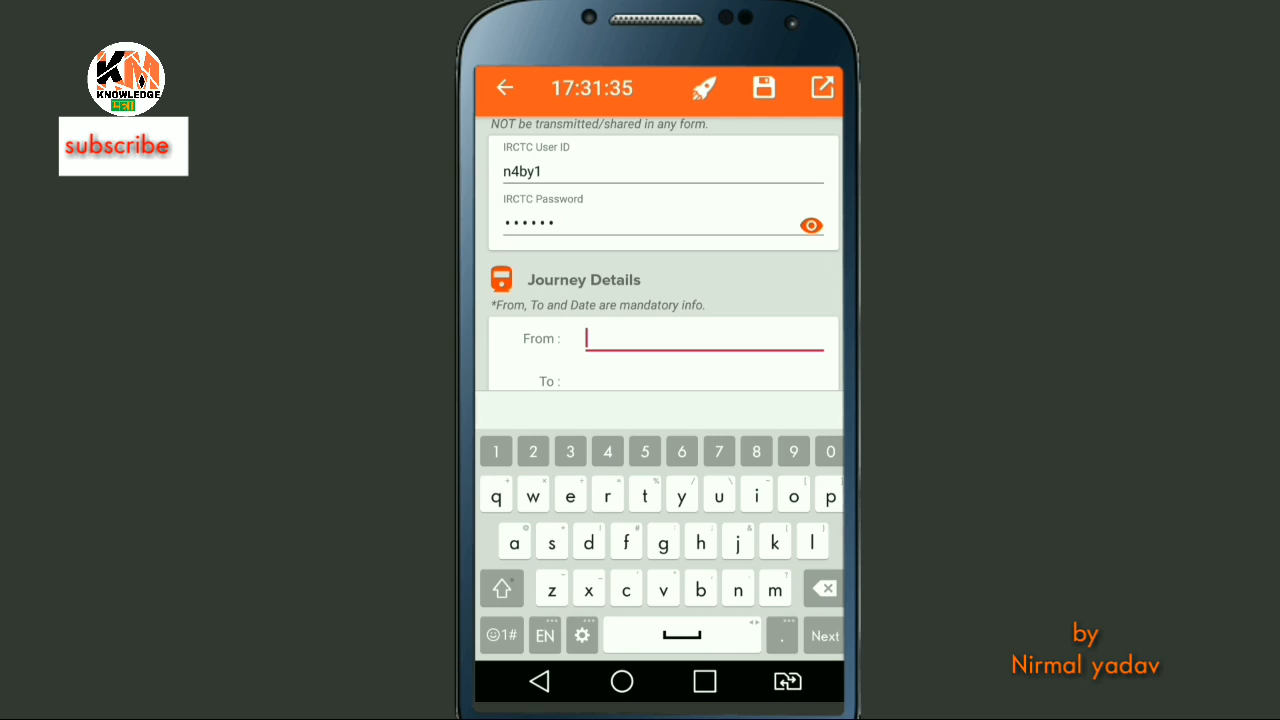 KM
KNOWLEDGE
subscribe
17:31:35
NOT be transmitted/shared in any form.
IRCTC User ID
n4by1
IRCTC Password
••••••
Journey Details
*From, To and Date are mandatory info.
From :
To :
1 2 3 4 5 6 7 8 9 0
q w e r t y u i o p
a s d f g h j k l
z x c v b n m
☺1# EN . Next
by
Nirmal yadav